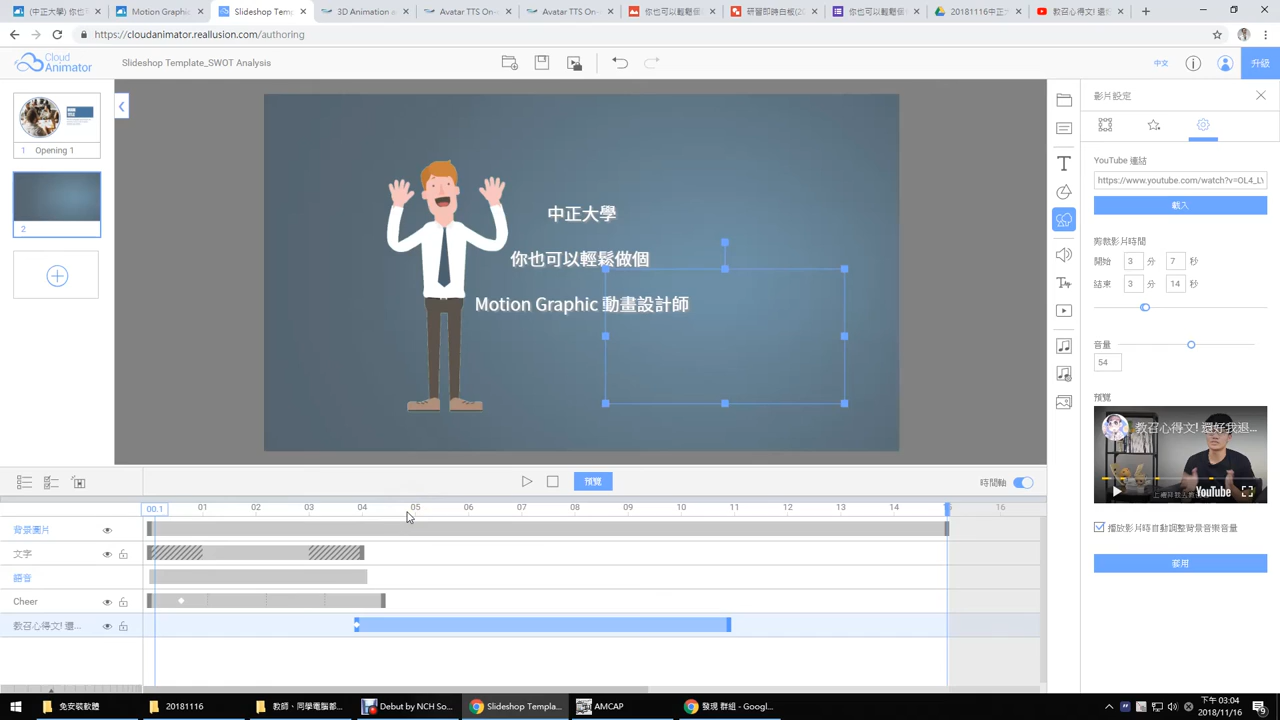 (中正大學) 你也
Motion Graphic
Slideshop Temp
3D Animation a
Avatar TTS On-
Avatar TTS On-
你也可以輕鬆個
研習即時白板(20
你也可以輕鬆個
20181116中正大
教召心得文! 還好
https://cloudanimator.reallusion.com/authoring
Cloud
Animator
Slideshop Template_SWOT Analysis
中文
升級
1 Opening 1
2
中正大學
你也可以輕鬆做個
Motion Graphic 動畫設計師
影片設定
YouTube 連結
https://www.youtube.com/watch?v=OL4_L
載入
剪裁影片時間
開始 3 分 7 秒
結束 3 分 14 秒
音量
54
預覽
教召心得文! 還好我退...
YouTube
播放影片時自動調整背景音樂音量
套用
預覽
時間軸
00.1 01 02 03 04 05 06 07 08 09 10 11 12 13 14 16
背景圖片
文字
語音
Cheer
教召心得文! 還...
免安裝軟體
20181116
教師、同學電腦都...
Debut by NCH So...
Slideshop Templa...
AMCAP
發現 群組 - Googl...
下午 03:04
2018/11/16
9